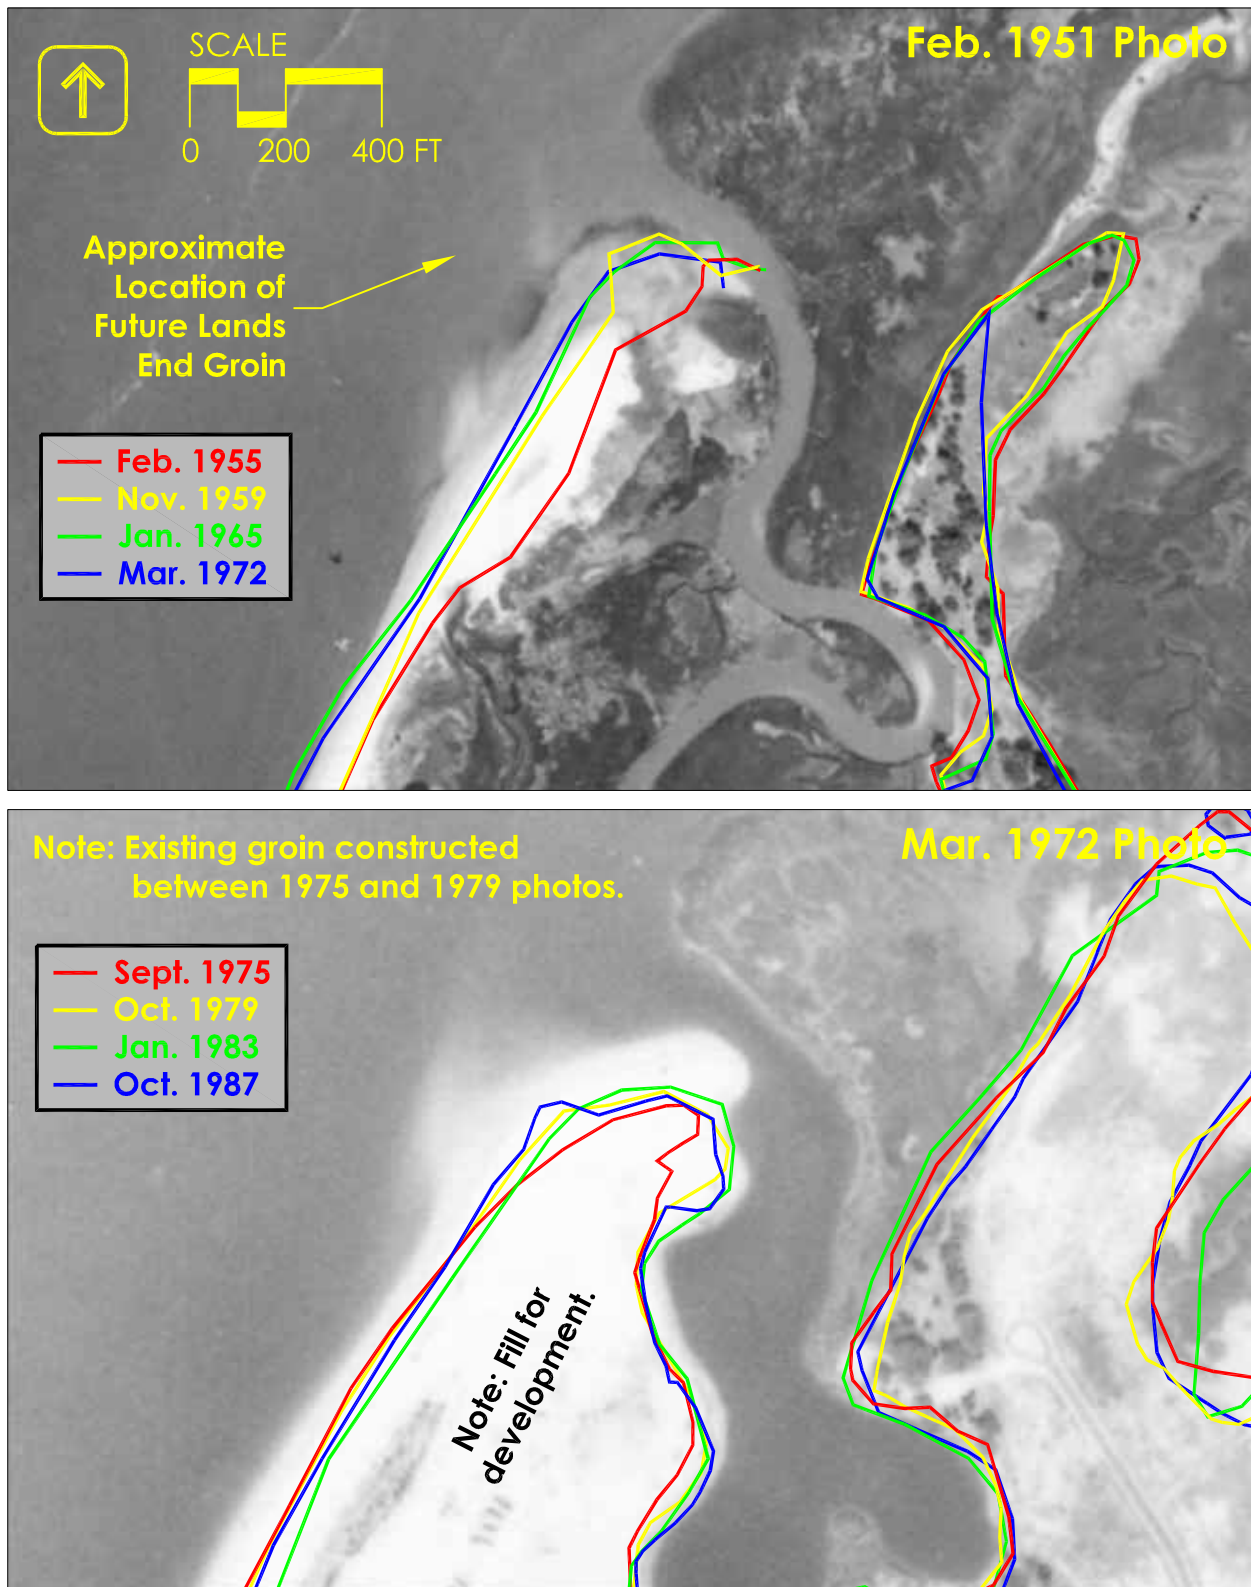 SCALE
0 200 400 FT
Feb. 1951 Photo
Approximate
Location of
Future Lands
End Groin
Feb. 1955
Nov. 1959
Jan. 1965
Mar. 1972
Note: Existing groin constructed
between 1975 and 1979 photos.
Mar. 1972 Photo
Sept. 1975
Oct. 1979
Jan. 1983
Oct. 1987
Note: Fill for
development.